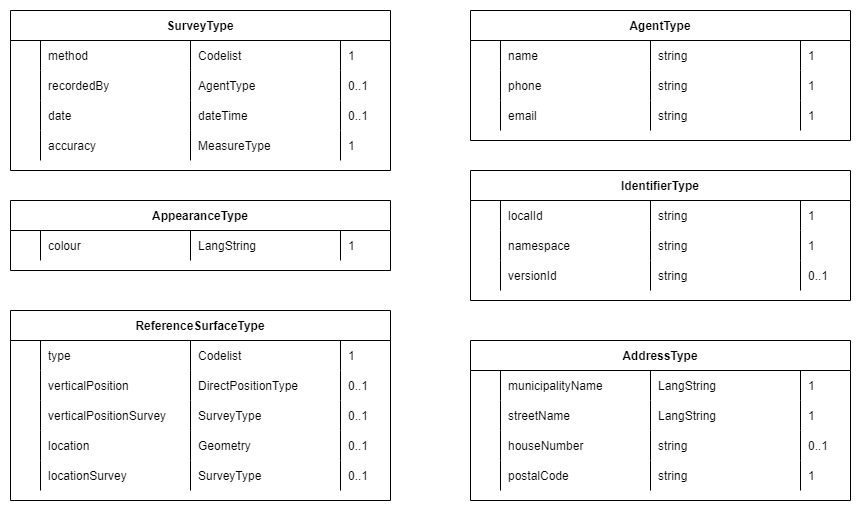 SurveyType
method Codelist 1
recordedBy AgentType 0..1
date dateTime 0..1
accuracy MeasureType 1
AppearanceType
colour LangString 1
ReferenceSurfaceType
type Codelist 1
verticalPosition DirectPositionType 0..1
verticalPositionSurvey SurveyType 0..1
location Geometry 0..1
locationSurvey SurveyType 0..1
AgentType
name string 1
phone string 1
email string 1
IdentifierType
localId string 1
namespace string 1
versionId string 0..1
AddressType
municipalityName LangString 1
streetName LangString 1
houseNumber string 0..1
postalCode string 1